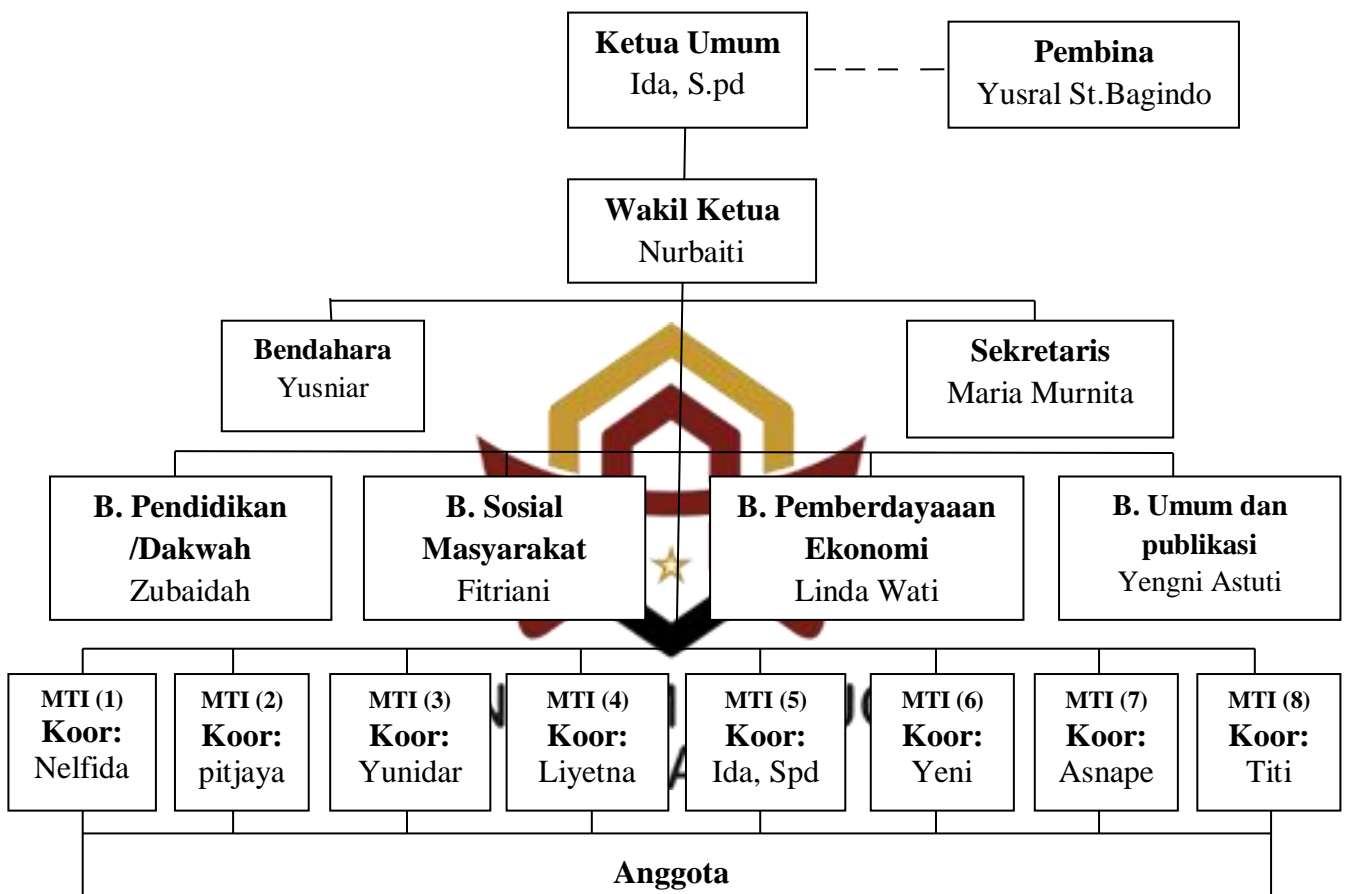 Ketua Umum
Ida, S.pd
Pembina
Yusral St.Bagindo
Wakil Ketua
Nurbaiti
Bendahara
Yusniar
Sekretaris
Maria Murnita
B. Pendidikan
/Dakwah
Zubaidah
B. Sosial
Masyarakat
Fitriani
B. Pemberdayaaan
Ekonomi
Linda Wati
B. Umum dan
publikasi
Yengni Astuti
MTI (1)
Koor:
Nelfida
MTI (2)
Koor:
pitjaya
MTI (3)
Koor:
Yunidar
MTI (4)
Koor:
Liyetna
MTI (5)
Koor:
Ida, Spd
MTI (6)
Koor:
Yeni
MTI (7)
Koor:
Asnape
MTI (8)
Koor:
Titi
Anggota